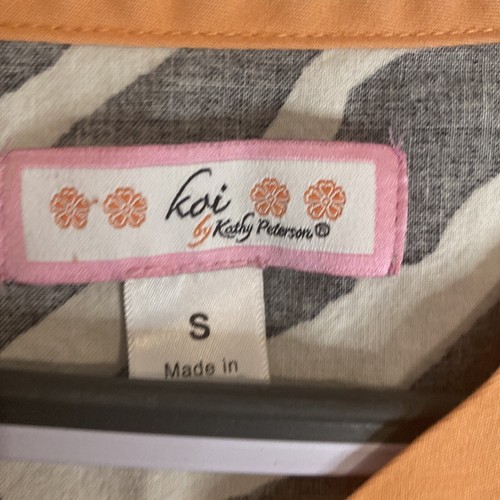 koi
by Kathy Peterson®
S
Made in